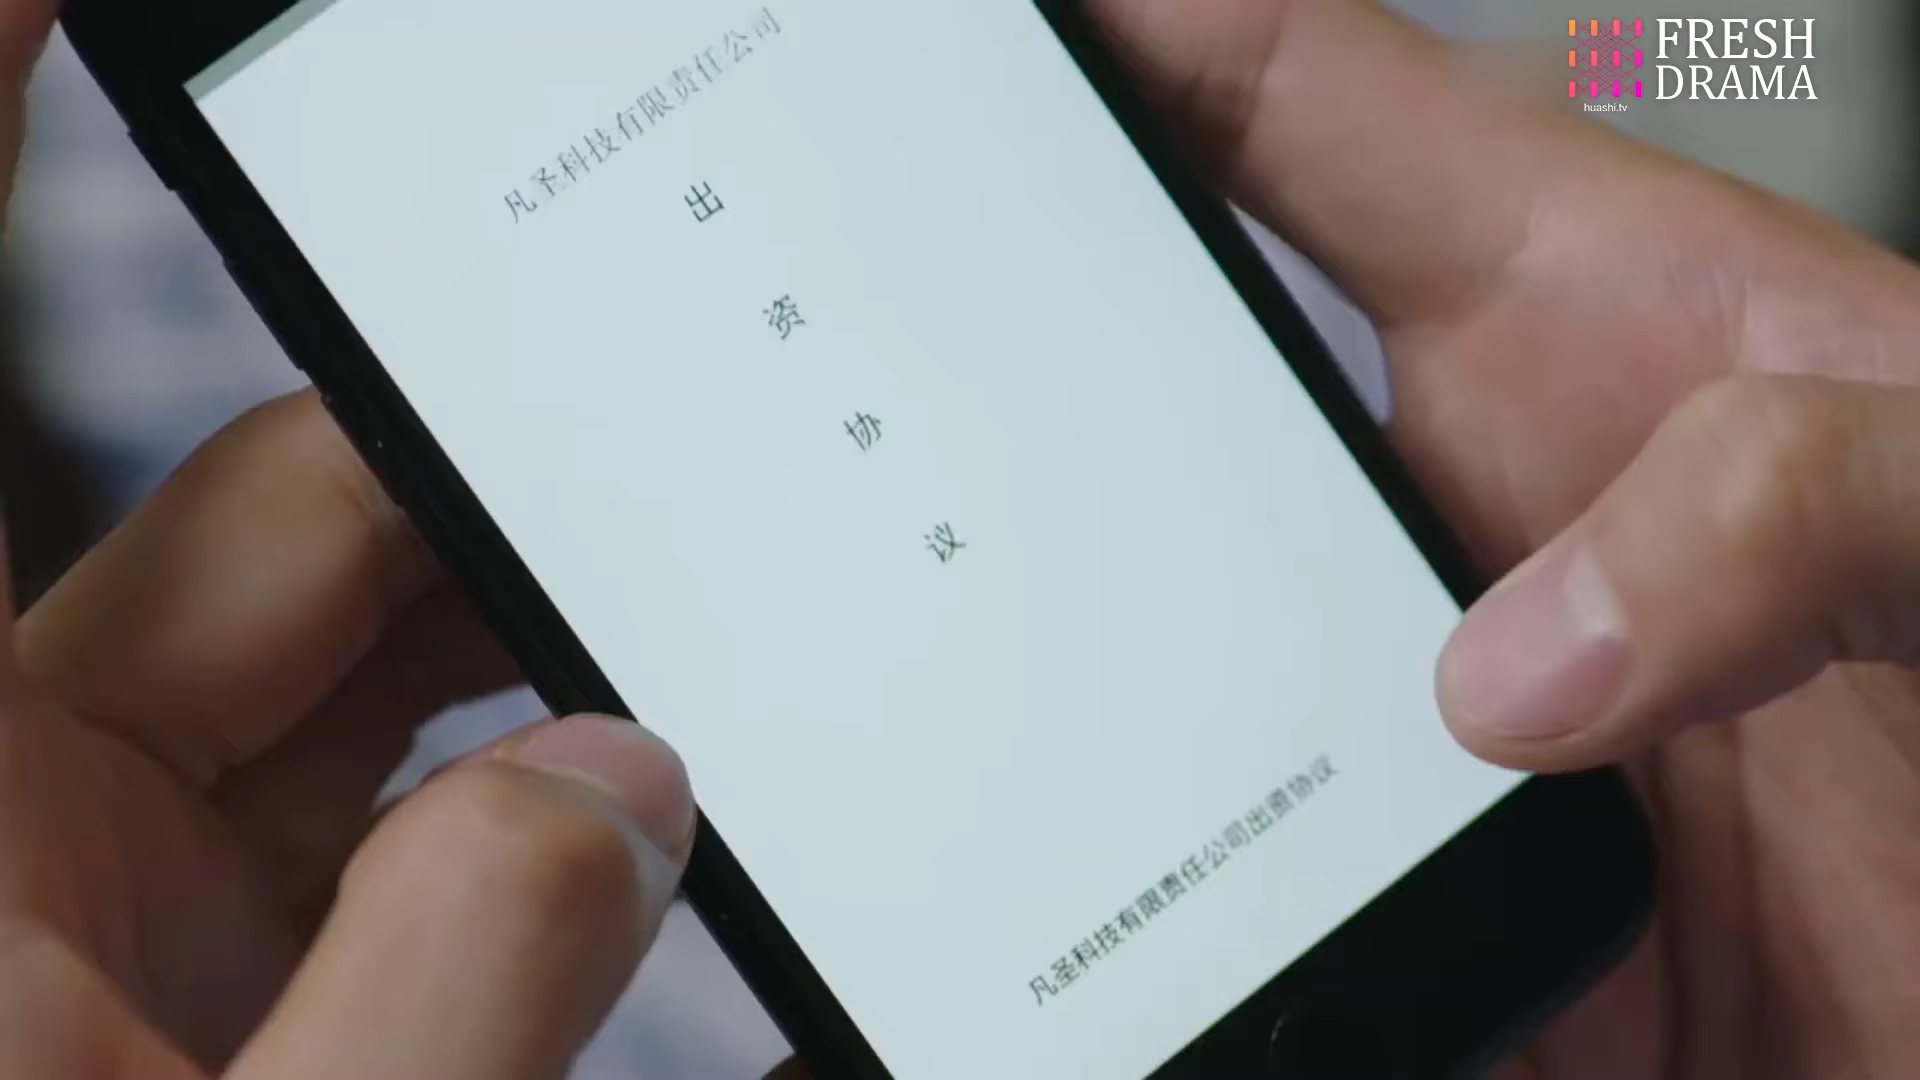 凡圣科技有限责任公司
出
资
协
议
凡圣科技有限责任公司出资协议
FRESH
DRAMA
huashi.tv